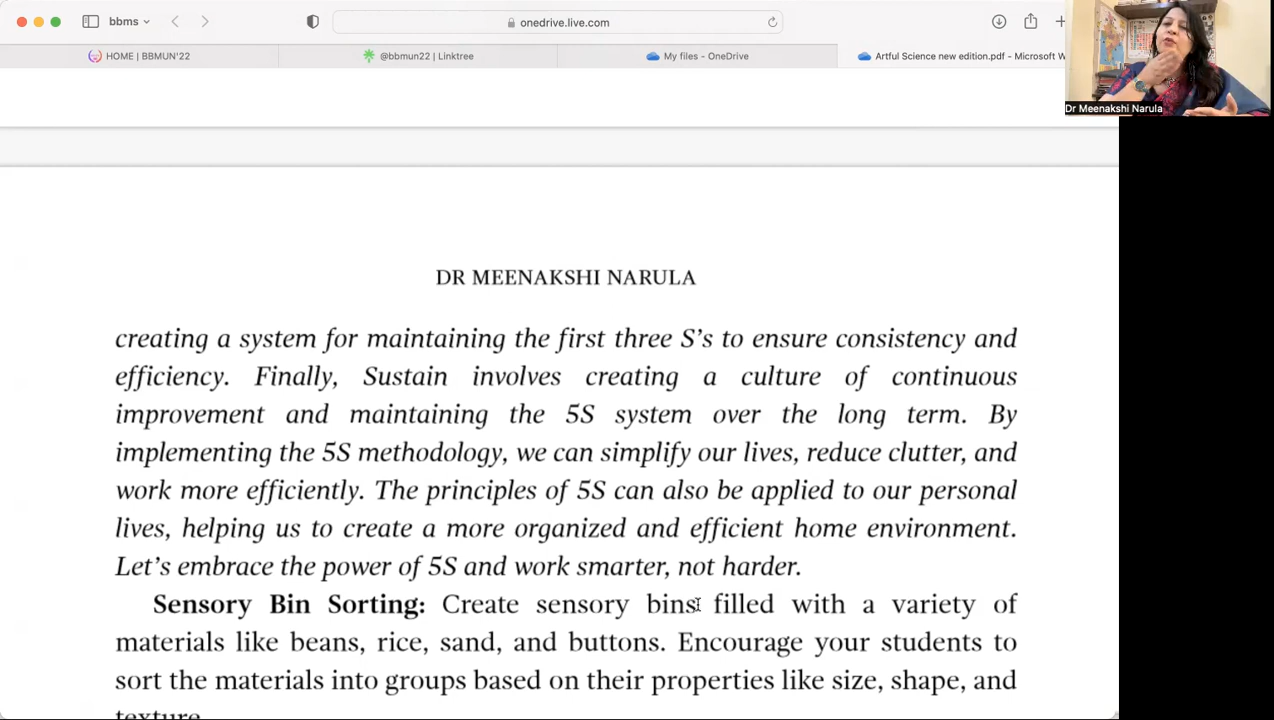 bbms
onedrive.live.com
HOME | BBMUN'22
@bbmun22 | Linktree
My files - OneDrive
Artful Science new edition.pdf - Microsoft W
Dr Meenakshi Narula
DR MEENAKSHI NARULA
creating a system for maintaining the first three S's to ensure consistency and
efficiency. Finally, Sustain involves creating a culture of continuous
improvement and maintaining the 5S system over the long term. By
implementing the 5S methodology, we can simplify our lives, reduce clutter, and
work more efficiently. The principles of 5S can also be applied to our personal
lives, helping us to create a more organized and efficient home environment.
Let's embrace the power of 5S and work smarter, not harder.
Sensory Bin Sorting: Create sensory bins filled with a variety of
materials like beans, rice, sand, and buttons. Encourage your students to
sort the materials into groups based on their properties like size, shape, and
texture.